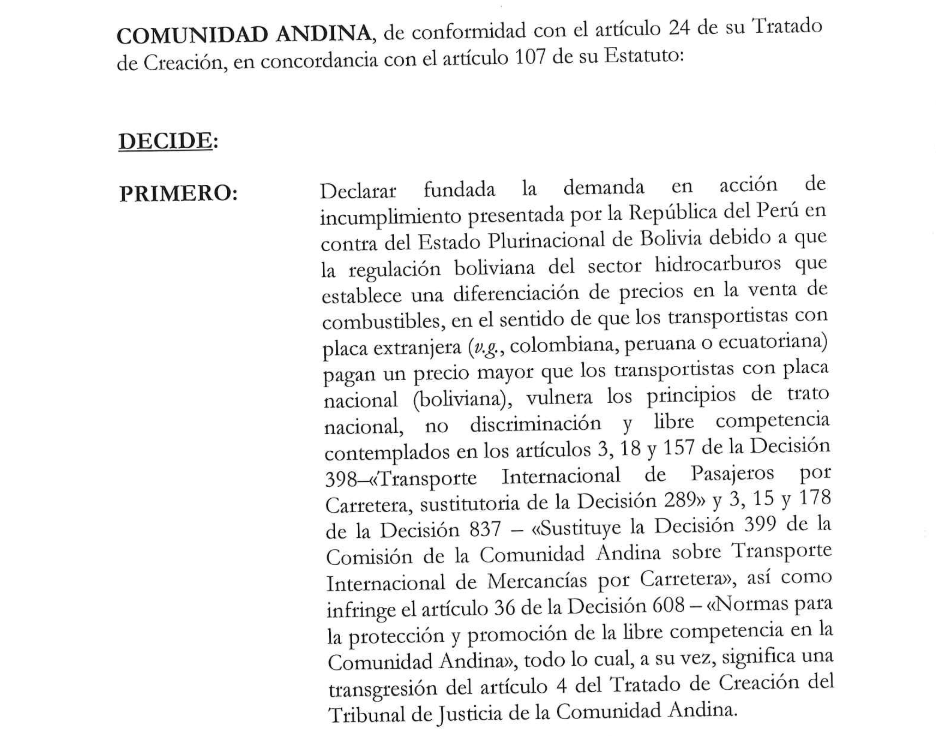 COMUNIDAD ANDINA, de conformidad con el artículo 24 de su Tratado
de Creación, en concordancia con el artículo 107 de su Estatuto:
DECIDE:
PRIMERO: Declarar fundada la demanda en acción de
incumplimiento presentada por la República del Perú en
contra del Estado Plurinacional de Bolivia debido a que
la regulación boliviana del sector hidrocarburos que
establece una diferenciación de precios en la venta de
combustibles, en el sentido de que los transportistas con
placa extranjera (v.g., colombiana, peruana o ecuatoriana)
pagan un precio mayor que los transportistas con placa
nacional (boliviana), vulnera los principios de trato
nacional, no discriminación y libre competencia
contemplados en los artículos 3, 18 y 157 de la Decisión
398–«Transporte Internacional de Pasajeros por
Carretera, sustitutoria de la Decisión 289» y 3, 15 y 178
de la Decisión 837 – «Sustituye la Decisión 399 de la
Comisión de la Comunidad Andina sobre Transporte
Internacional de Mercancías por Carretera», así como
infringe el artículo 36 de la Decisión 608 – «Normas para
la protección y promoción de la libre competencia en la
Comunidad Andina», todo lo cual, a su vez, significa una
transgresión del artículo 4 del Tratado de Creación del
Tribunal de Justicia de la Comunidad Andina.